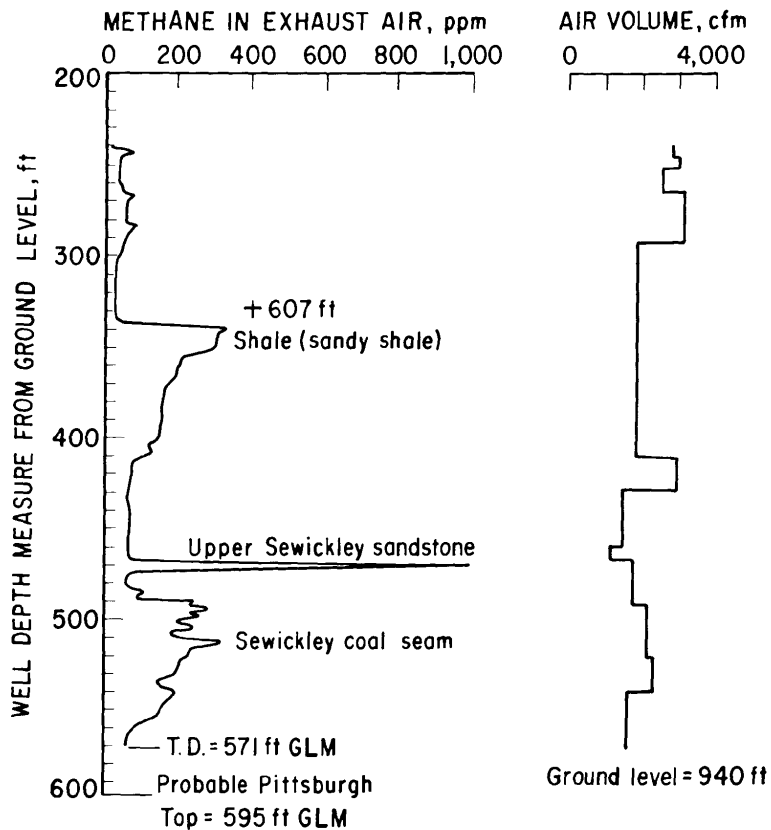 METHANE IN EXHAUST AIR, ppm
AIR VOLUME, cfm
0 200 400 600 800 1,000
0 4,000
WELL DEPTH MEASURE FROM GROUND LEVEL, ft
200
300
+607 ft
Shale (sandy shale)
400
Upper Sewickley sandstone
500
Sewickley coal seam
T.D. = 571 ft GLM
600
Probable Pittsburgh
Top = 595 ft GLM
Ground level = 940 ft